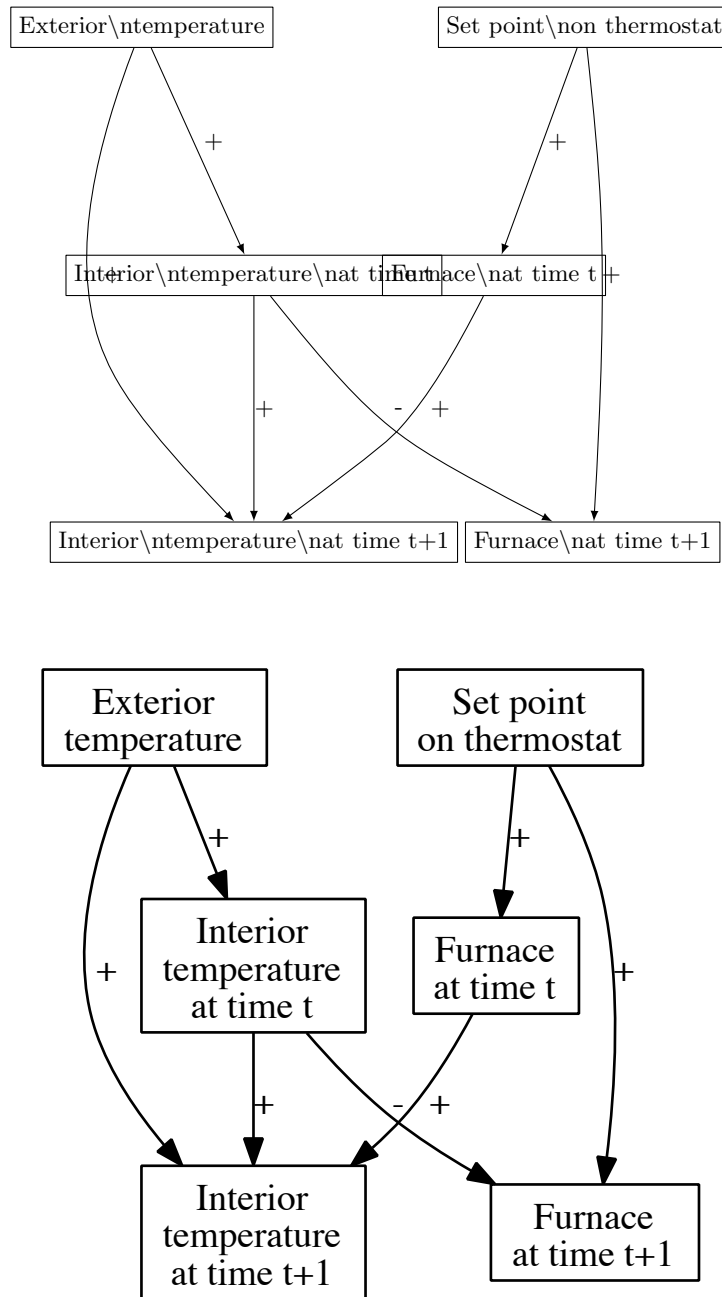 Exterior\ntemperature
Set point\non thermostat
+
+
Interior\ntemperature\nat time t
Furnace\nat time t
+
+
+
-
+
Interior\ntemperature\nat time t+1
Furnace\nat time t+1
Exterior
temperature
Set point
on thermostat
+
+
Interior
temperature
at time t
Furnace
at time t
+
+
+
-
+
Interior
temperature
at time t+1
Furnace
at time t+1